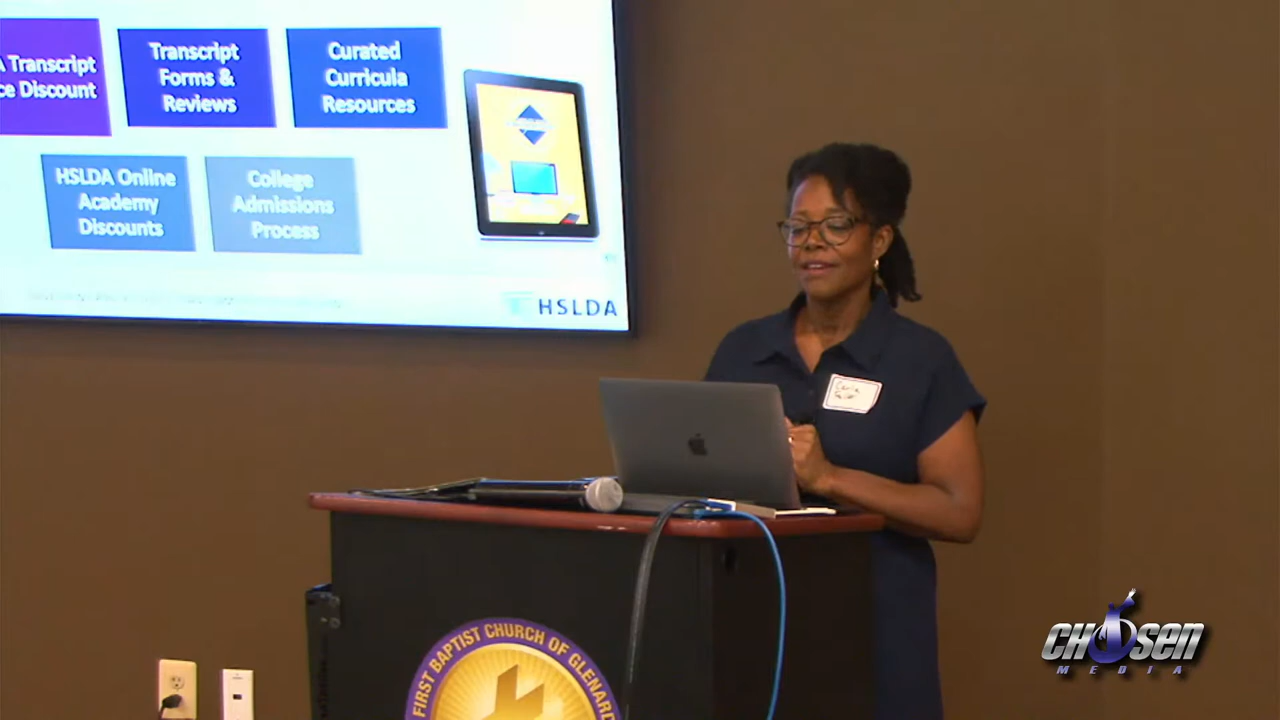 A Transcript
ce Discount
Transcript
Forms &
Reviews
Curated
Curricula
Resources
HSLDA Online
Academy
Discounts
College
Admissions
Process
HSLDA
FIRST BAPTIST CHURCH OF GLENARD
CHOSEN
MEDIA